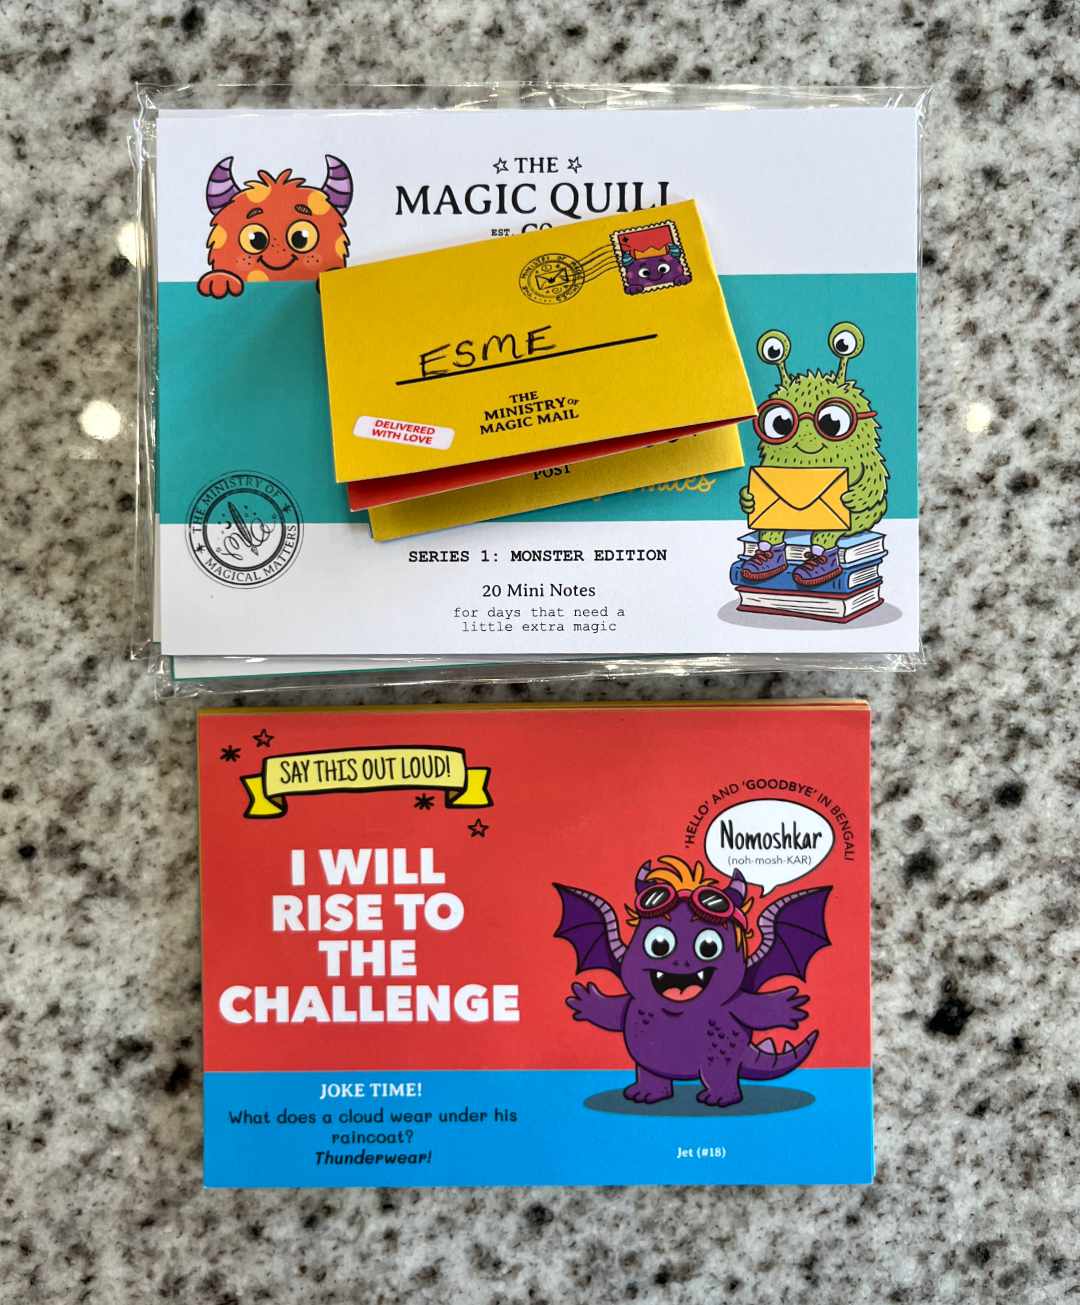 THE
MAGIC QUILL
EST.
ESME
THE
MINISTRY OF
MAGIC MAIL
DELIVERED
WITH LOVE
POST
THE MINISTRY OF
MAGICAL MATTERS
SERIES 1: MONSTER EDITION
20 Mini Notes
for days that need a
little extra magic
SAY THIS OUT LOUD!
I WILL
RISE TO
THE
CHALLENGE
'HELLO' AND 'GOODBYE' IN BENGALI
Nomoshkar
(noh-mosh-KAR)
JOKE TIME!
What does a cloud wear under his
raincoat?
Thunderwear!
Jet (#18)